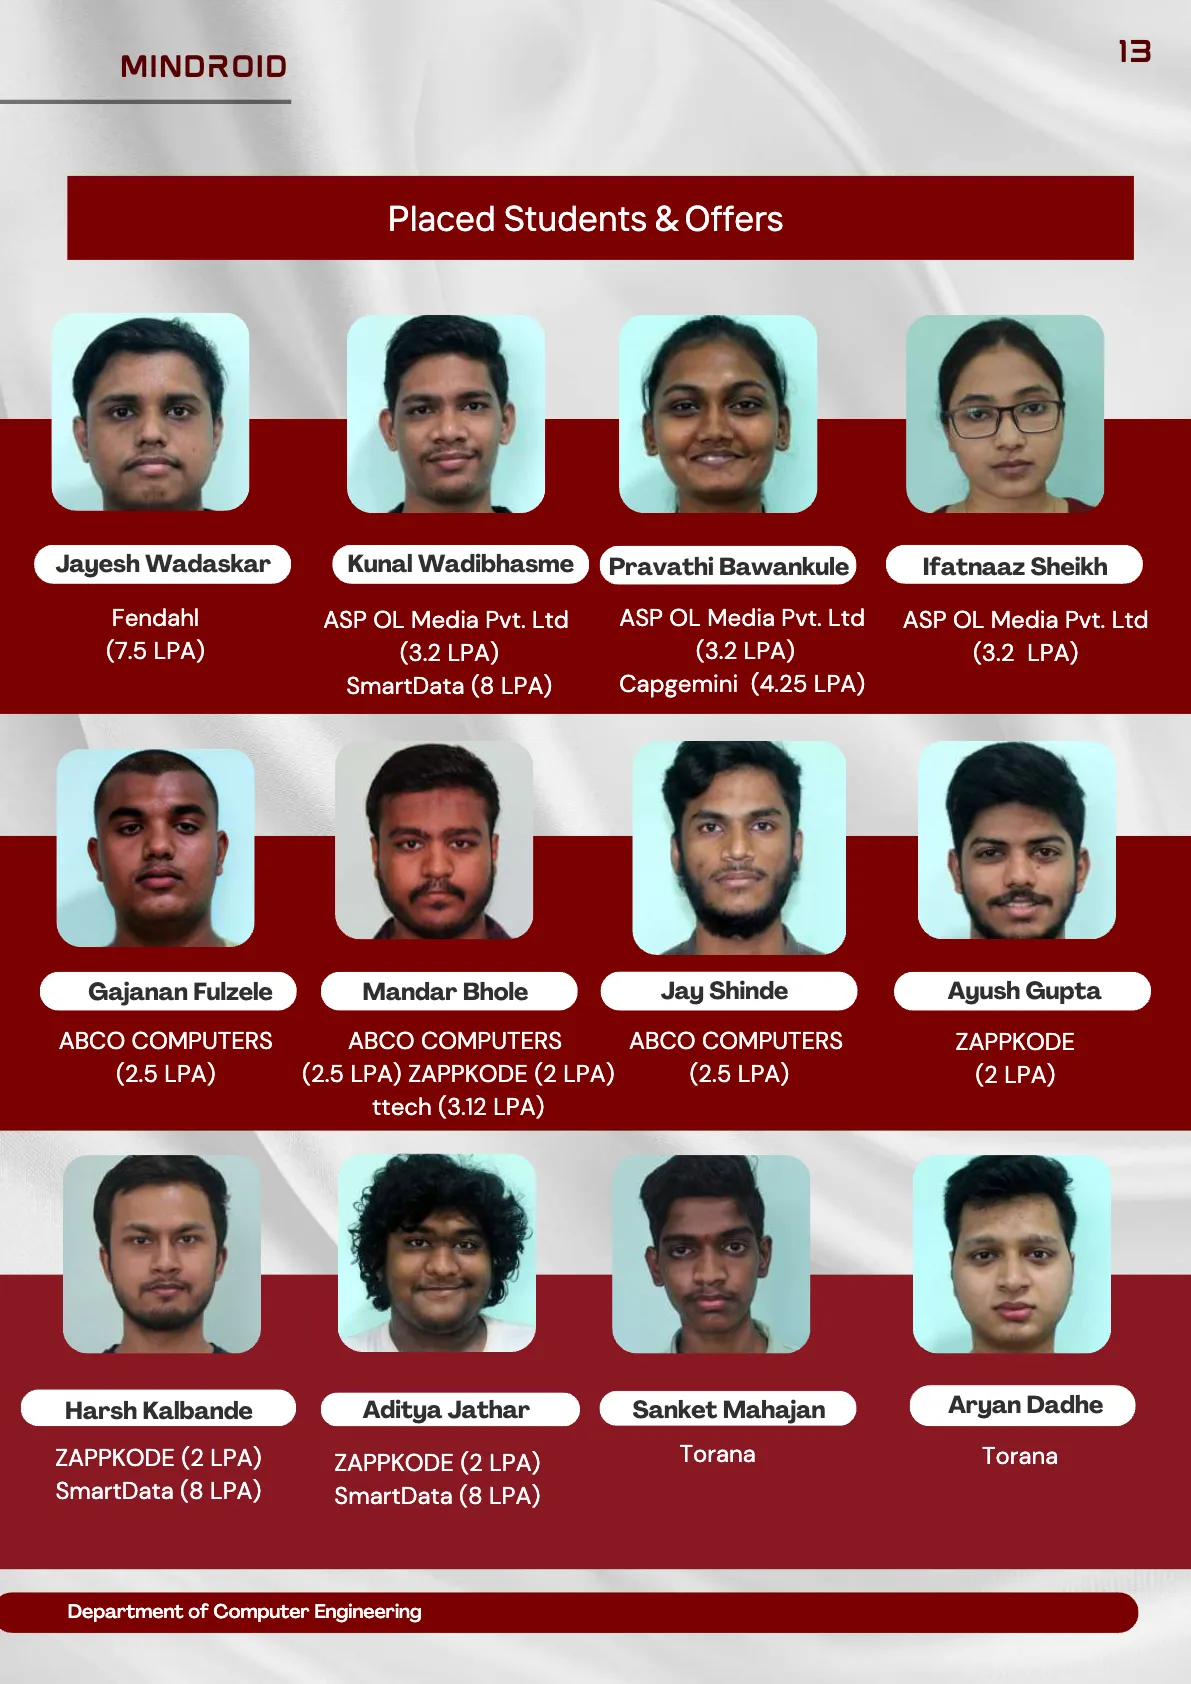 MINDROID
13
Placed Students & Offers
Jayesh Wadaskar
Fendahl
(7.5 LPA)
Kunal Wadibhasme
ASP OL Media Pvt. Ltd
(3.2 LPA)
SmartData (8 LPA)
Pravathi Bawankule
ASP OL Media Pvt. Ltd
(3.2 LPA)
Capgemini (4.25 LPA)
Ifatnaaz Sheikh
ASP OL Media Pvt. Ltd
(3.2 LPA)
Gajanan Fulzele
ABCO COMPUTERS
(2.5 LPA)
Mandar Bhole
ABCO COMPUTERS
(2.5 LPA) ZAPPKODE (2 LPA)
ttech (3.12 LPA)
Jay Shinde
ABCO COMPUTERS
(2.5 LPA)
Ayush Gupta
ZAPPKODE
(2 LPA)
Harsh Kalbande
ZAPPKODE (2 LPA)
SmartData (8 LPA)
Aditya Jathar
ZAPPKODE (2 LPA)
SmartData (8 LPA)
Sanket Mahajan
Torana
Aryan Dadhe
Torana
Department of Computer Engineering